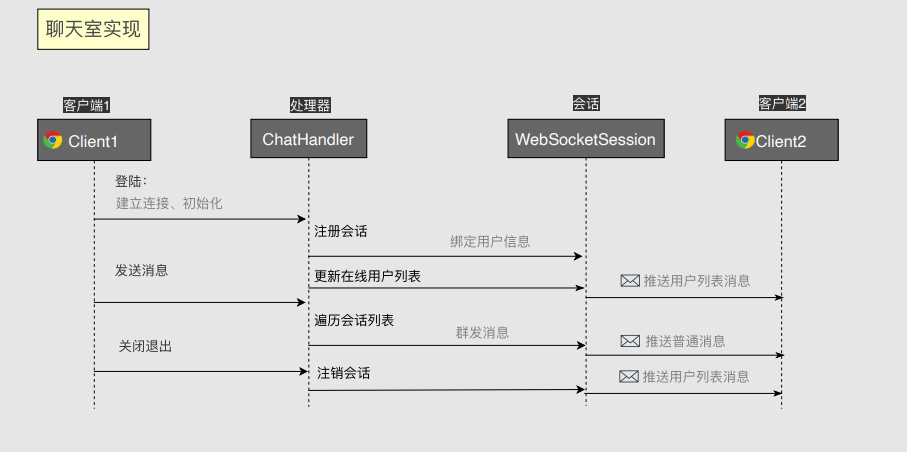 聊天室实现
客户端1
处理器
会话
客户端2
Client1
ChatHandler
WebSocketSession
Client2
登陆：
建立连接、初始化
注册会话
绑定用户信息
发送消息
更新在线用户列表
推送用户列表消息
遍历会话列表
群发消息
推送普通消息
关闭退出
注销会话
推送用户列表消息